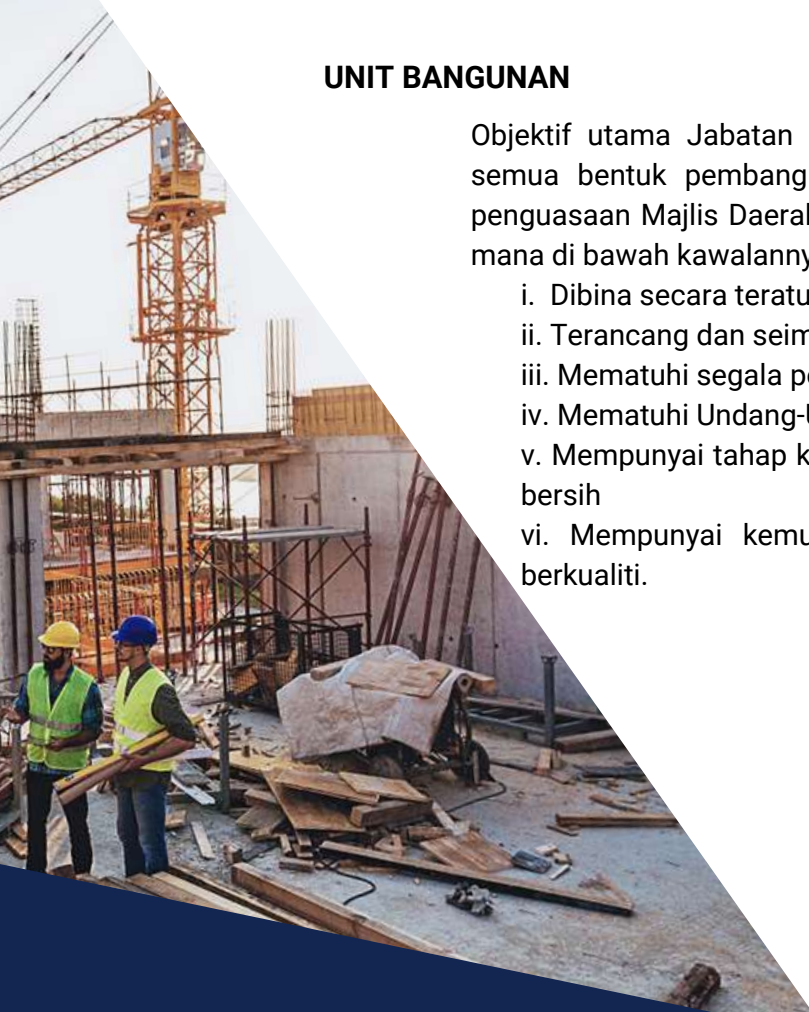 UNIT BANGUNAN
Objektif utama Jabatan
semua bentuk pembang
penguasaan Majlis Daerah
mana di bawah kawalanny
i. Dibina secara teratu
ii. Terancang dan seim
iii. Mematuhi segala pe
iv. Mematuhi Undang-U
v. Mempunyai tahap k
bersih
vi. Mempunyai kemu
berkualiti.